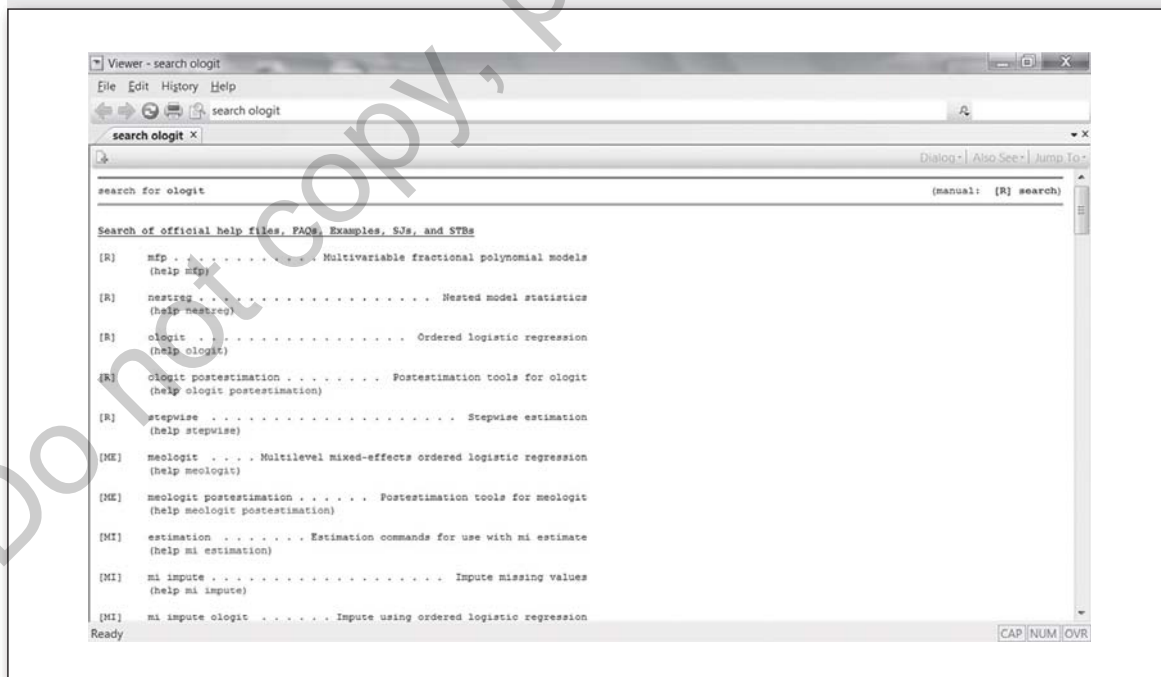 Do not copy, p
Viewer - search ologit
File Edit History Help
search ologit
search ologit ×
Dialog Also See Jump To
search for ologit (manual: [R] search)
Search of official help files, FAQs, Examples, SJs, and STBs
[R] mfp . . . . . . . . . . . . Multivariable fractional polynomial models
(help mfp)
[R] nestreg . . . . . . . . . . . . . . . . . . . Nested model statistics
(help nestreg)
[R] ologit . . . . . . . . . . . . . . . . . Ordered logistic regression
(help ologit)
[R] ologit postestimation . . . . . . . . Postestimation tools for ologit
(help ologit postestimation)
[R] stepwise . . . . . . . . . . . . . . . . . . . . Stepwise estimation
(help stepwise)
[ME] meologit . . . . Multilevel mixed-effects ordered logistic regression
(help meologit)
[ME] meologit postestimation . . . . . . Postestimation tools for meologit
(help meologit postestimation)
[MI] estimation . . . . . . . Estimation commands for use with mi estimate
(help mi estimation)
[MI] mi impute . . . . . . . . . . . . . . . . . . . Impute missing values
(help mi impute)
[MI] mi impute ologit . . . . . . Impute using ordered logistic regression
Ready CAP NUM OVR